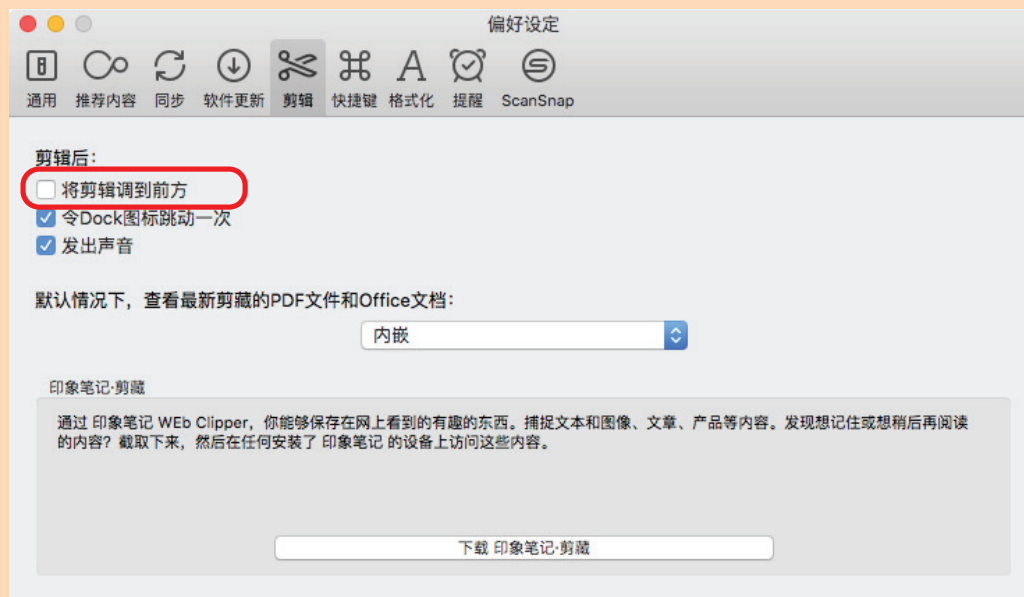 偏好设定
通用 推荐内容 同步 软件更新 剪辑 快捷键 格式化 提醒 ScanSnap
剪辑后：
将剪辑调到前方
令Dock图标跳动一次
发出声音
默认情况下，查看最新剪藏的PDF文件和Office文档：
内嵌
印象笔记·剪藏
通过 印象笔记 WEb Clipper，你能够保存在网上看到的有趣的东西。捕捉文本和图像、文章、产品等内容。发现想记住或想稍后再阅读
的内容？截取下来，然后在任何安装了 印象笔记 的设备上访问这些内容。
下载 印象笔记·剪藏